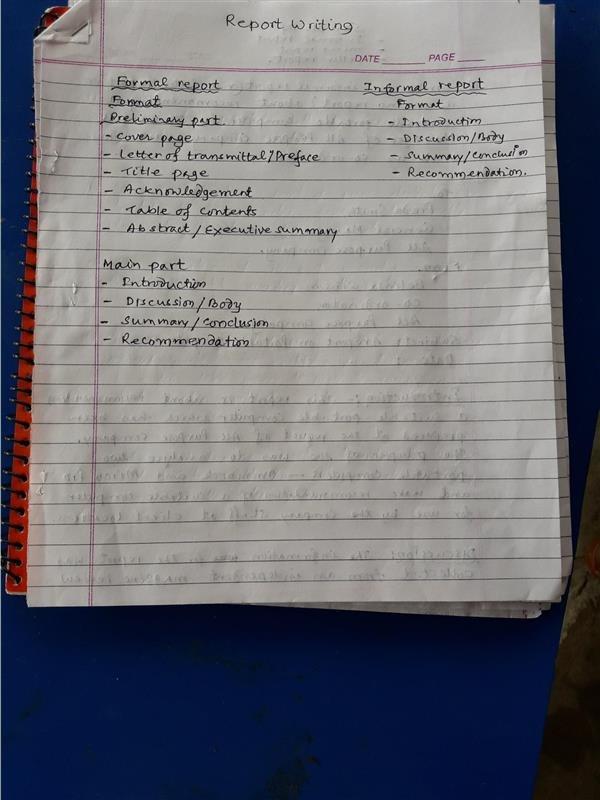 Report Writing
DATE PAGE
Formal report
Format
Preliminary part
- Cover page
- Letter of transmittal/Preface
- Title page
- Acknowledgement
- Table of contents
- Abstract/Executive summary
Main part
- Introduction
- Discussion/Body
- Summary/Conclusion
- Recommendation
Informal report
Format
- Introduction
- Discussion/Body
- Summary/Conclusion
- Recommendation.